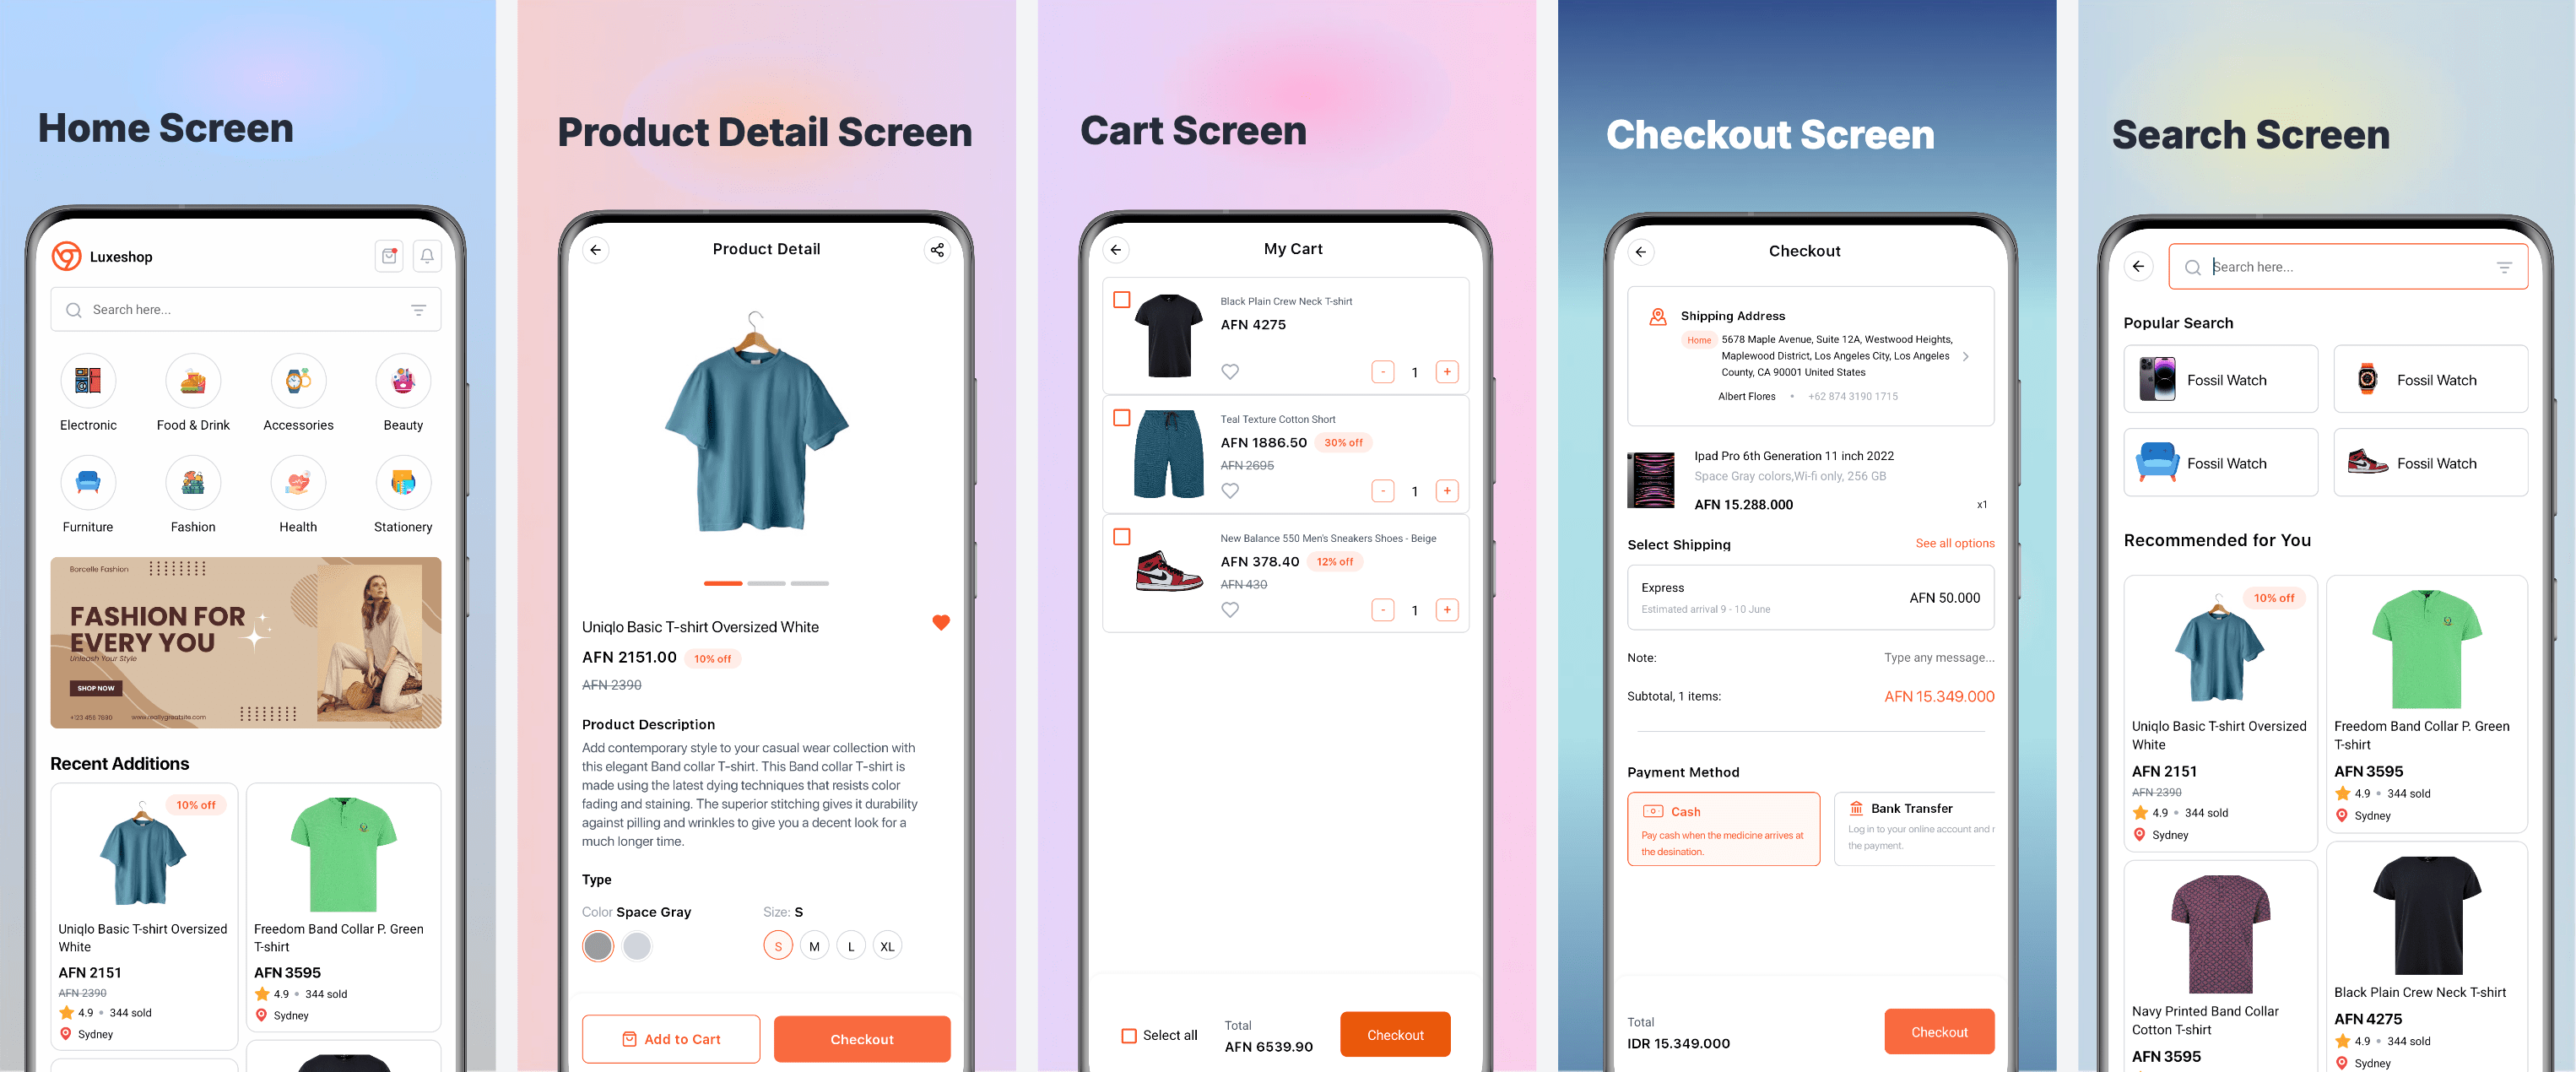 Home Screen
Luxeshop
Search here...
Electronic
Food & Drink
Accessories
Beauty
Furniture
Fashion
Health
Stationery
Borcelle Fashion
FASHION FOR
EVERY YOU
Unleash Your Style
SHOP NOW
+123 456 7890
www.reallygreatsite.com
Recent Additions
10% off
Uniqlo Basic T-shirt Oversized
White
AFN 2151
AFN 2390
4.9 • 344 sold
Sydney
Freedom Band Collar P. Green
T-shirt
AFN 3595
4.9 • 344 sold
Sydney
Product Detail Screen
Product Detail
Uniqlo Basic T-shirt Oversized White
AFN 2151.00
10% off
AFN 2390
Product Description
Add contemporary style to your casual wear collection with
this elegant Band collar T-shirt. This Band collar T-shirt is
made using the latest dying techniques that resists color
fading and staining. The superior stitching gives it durability
against pilling and wrinkles to give you a decent look for a
much longer time.
Type
Color Space Gray
Size: S
S
M
L
XL
Add to Cart
Checkout
Cart Screen
My Cart
Black Plain Crew Neck T-shirt
AFN 4275
- 1 +
Teal Texture Cotton Short
AFN 1886.50
30% off
AFN 2695
- 1 +
New Balance 550 Men's Sneakers Shoes - Beige
AFN 378.40
12% off
AFN 430
- 1 +
Select all
Total
AFN 6539.90
Checkout
Checkout Screen
Checkout
Shipping Address
Home
5678 Maple Avenue, Suite 12A, Westwood Heights,
Maplewood District, Los Angeles City, Los Angeles
County, CA 90001 United States
Albert Flores • +62 874 3190 1715
Ipad Pro 6th Generation 11 inch 2022
Space Gray colors,Wi-fi only, 256 GB
AFN 15.288.000
x1
Select Shipping
See all options
Express
Estimated arrival 9 - 10 June
AFN 50.000
Note:
Type any message...
Subtotal, 1 items:
AFN 15.349.000
Payment Method
Cash
Pay cash when the medicine arrives at
the desination.
Bank Transfer
Log in to your online account and
the payment.
Total
IDR 15.349.000
Checkout
Search Screen
Search here...
Popular Search
Fossil Watch
Fossil Watch
Fossil Watch
Fossil Watch
Recommended for You
10% off
Uniqlo Basic T-shirt Oversized
White
AFN 2151
AFN 2390
4.9 • 344 sold
Sydney
Freedom Band Collar P. Green
T-shirt
AFN 3595
4.9 • 344 sold
Sydney
Navy Printed Band Collar
Cotton T-shirt
AFN 3595
Black Plain Crew Neck T-shirt
AFN 4275
4.9 • 344 sold
Sydney